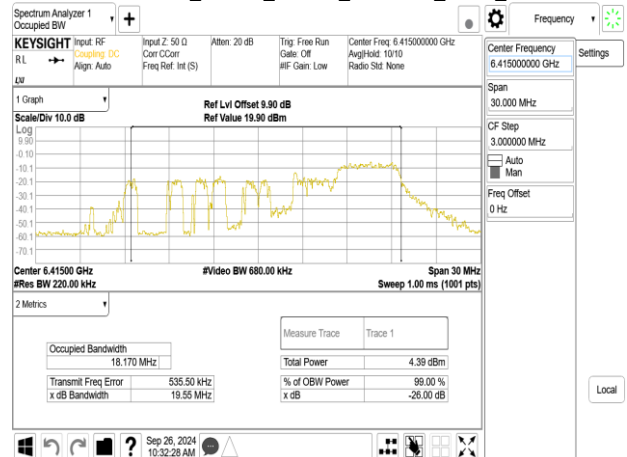 Spectrum Analyzer 1
Occupied BW
Frequency
KEYSIGHT Input: RF Input Z: 50 Ω Atten: 20 dB Trig: Free Run Center Freq: 6.415000000 GHz
RL Coupling: DC Corr CCorr Gate: Off Avg|Hold: 10/10
Align: Auto Freq Ref: Int (S) #IF Gain: Low Radio Std: None
LXI
1 Graph
Ref Lvl Offset 9.90 dB
Scale/Div 10.0 dB Ref Value 19.90 dBm
Log
9.90
-0.10
-10.1
-20.1
-30.1
-40.1
-50.1
-60.1
-70.1
Center 6.41500 GHz #Video BW 680.00 kHz Span 30 MHz
#Res BW 220.00 kHz Sweep 1.00 ms (1001 pts)
2 Metrics
Measure Trace Trace 1
Occupied Bandwidth
18.170 MHz
Total Power 4.39 dBm
Transmit Freq Error 535.50 kHz % of OBW Power 99.00 %
x dB Bandwidth 19.55 MHz x dB -26.00 dB
Sep 26, 2024
10:32:28 AM
Center Frequency
6.415000000 GHz
Settings
Span
30.000 MHz
CF Step
3.000000 MHz
Auto
Man
Freq Offset
0 Hz
Local